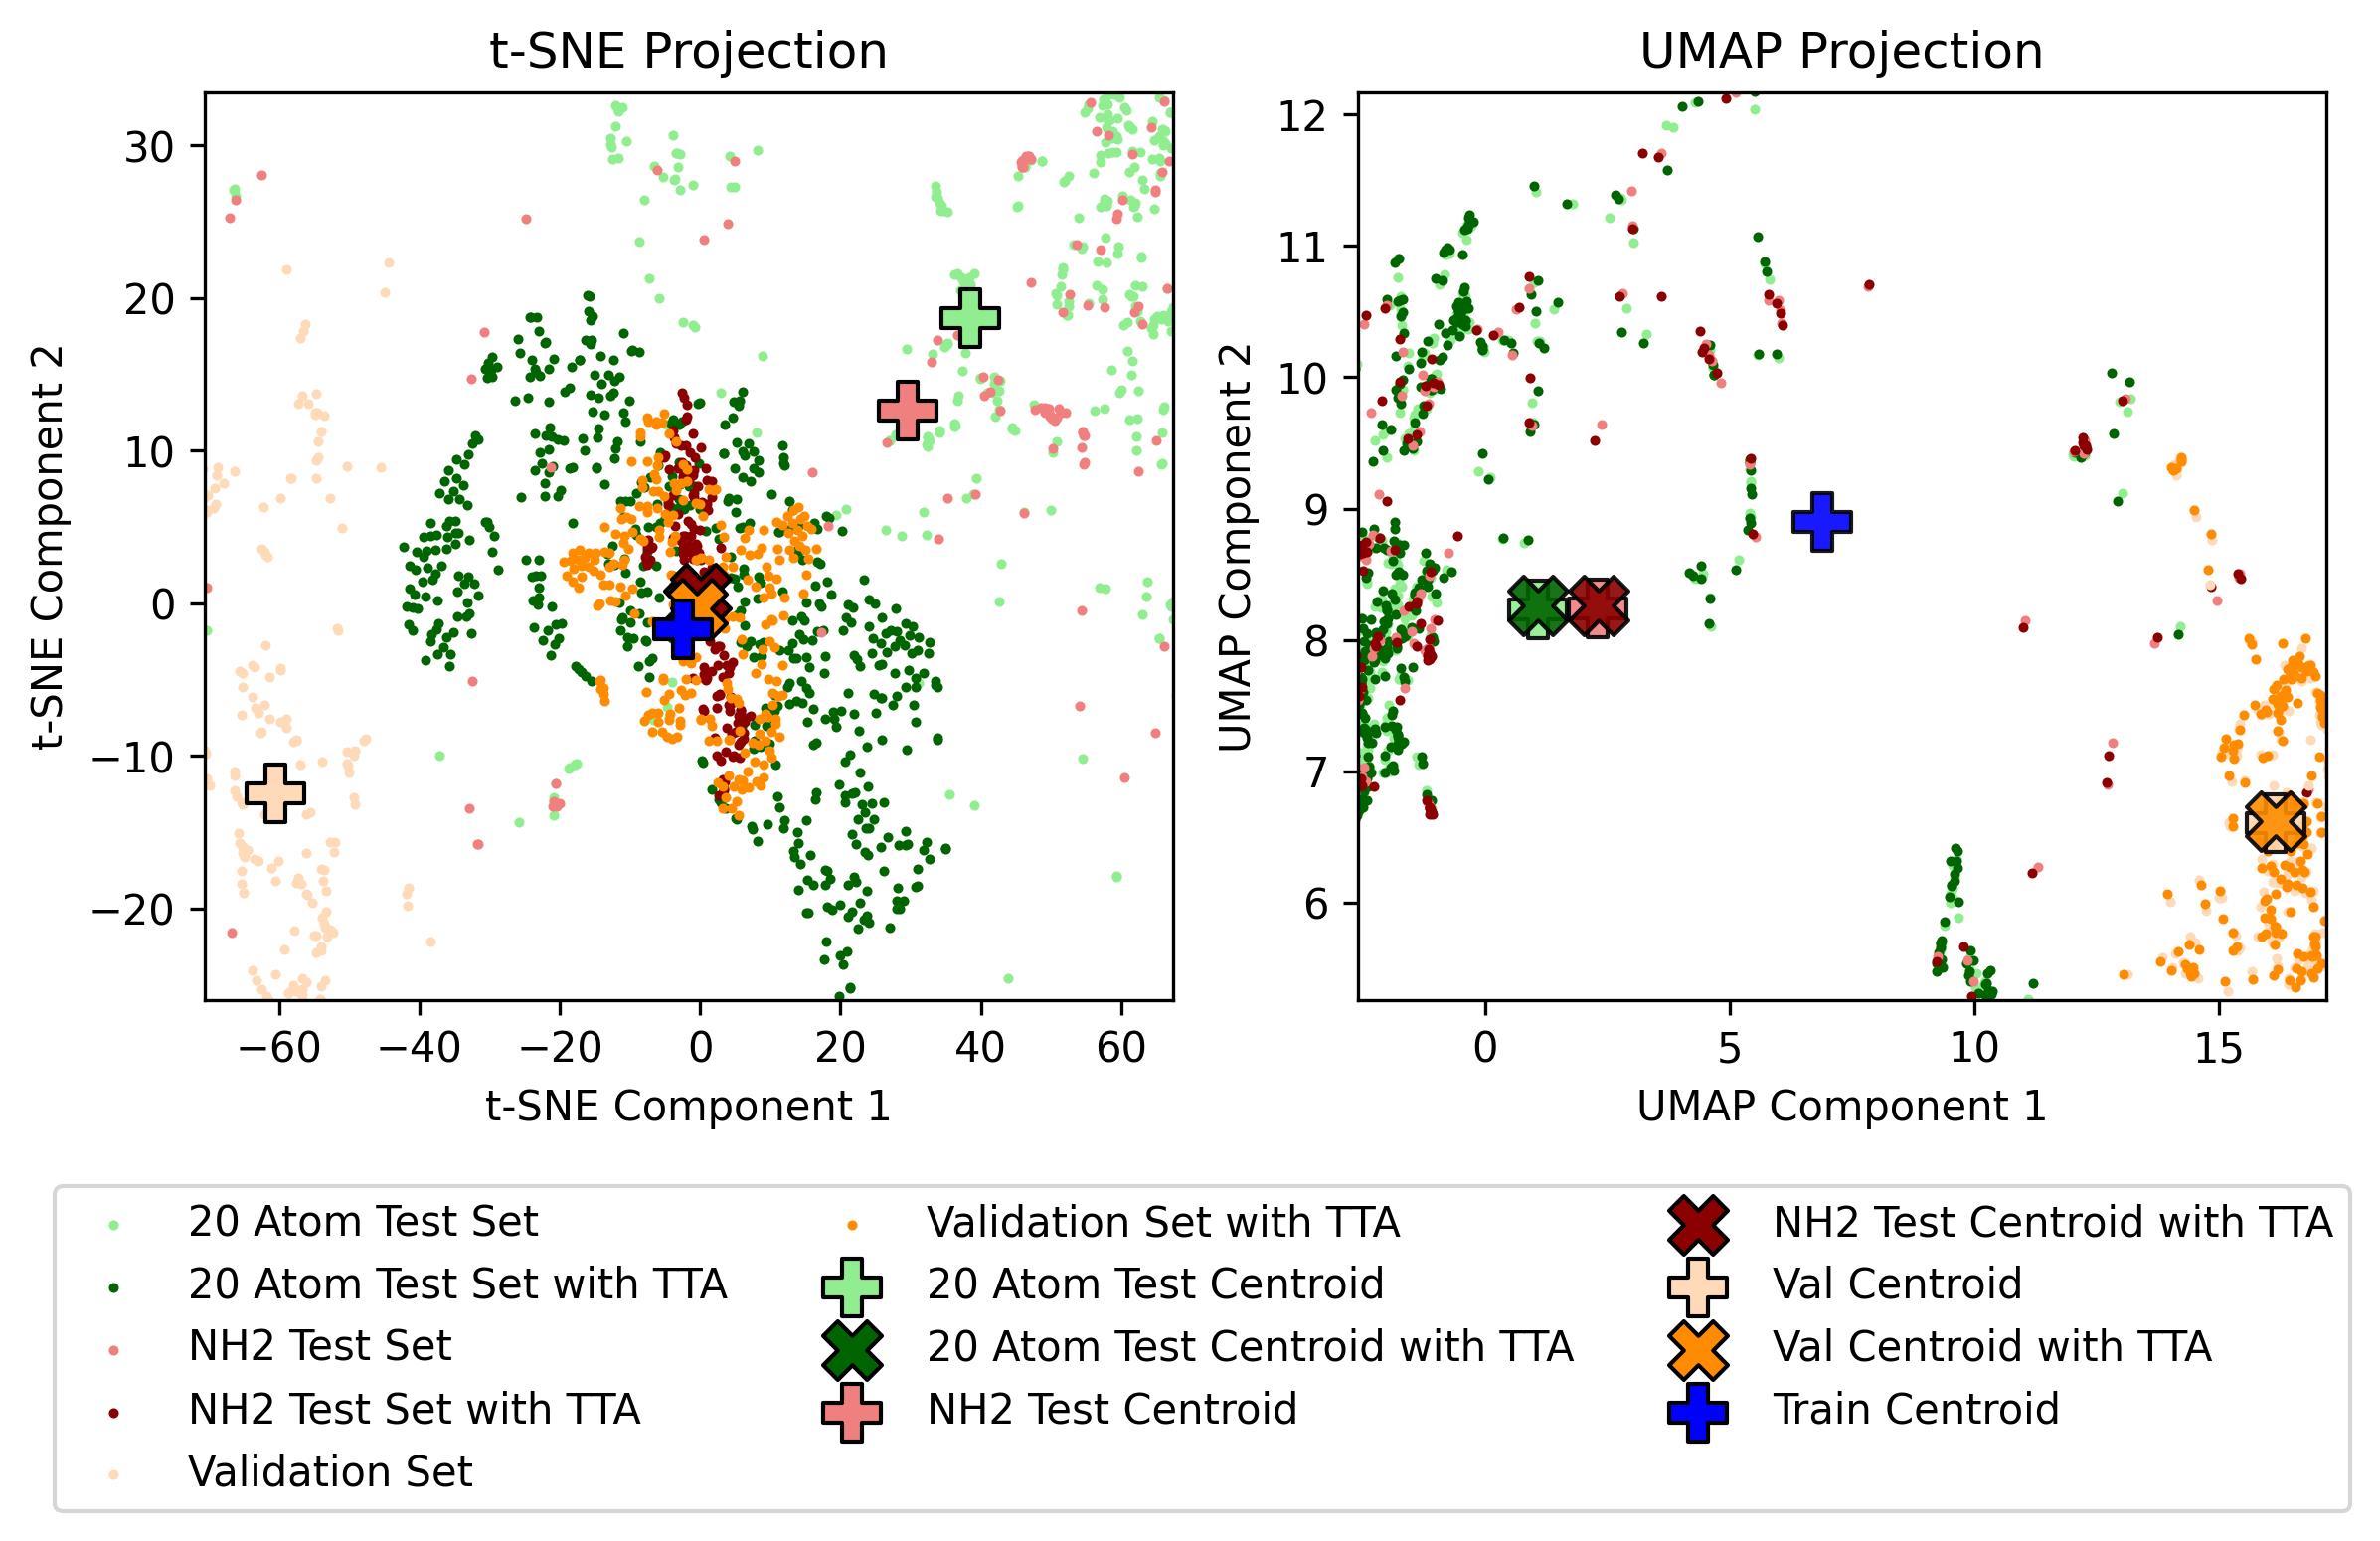 t-SNE Projection
30
20
10
0
−10
−20
−60 −40 −20 0 20 40 60
t-SNE Component 1
t-SNE Component 2
UMAP Projection
12
11
10
9
8
7
6
0 5 10 15
UMAP Component 1
UMAP Component 2
20 Atom Test Set
20 Atom Test Set with TTA
NH2 Test Set
NH2 Test Set with TTA
Validation Set
Validation Set with TTA
20 Atom Test Centroid
20 Atom Test Centroid with TTA
NH2 Test Centroid
NH2 Test Centroid with TTA
Val Centroid
Val Centroid with TTA
Train Centroid